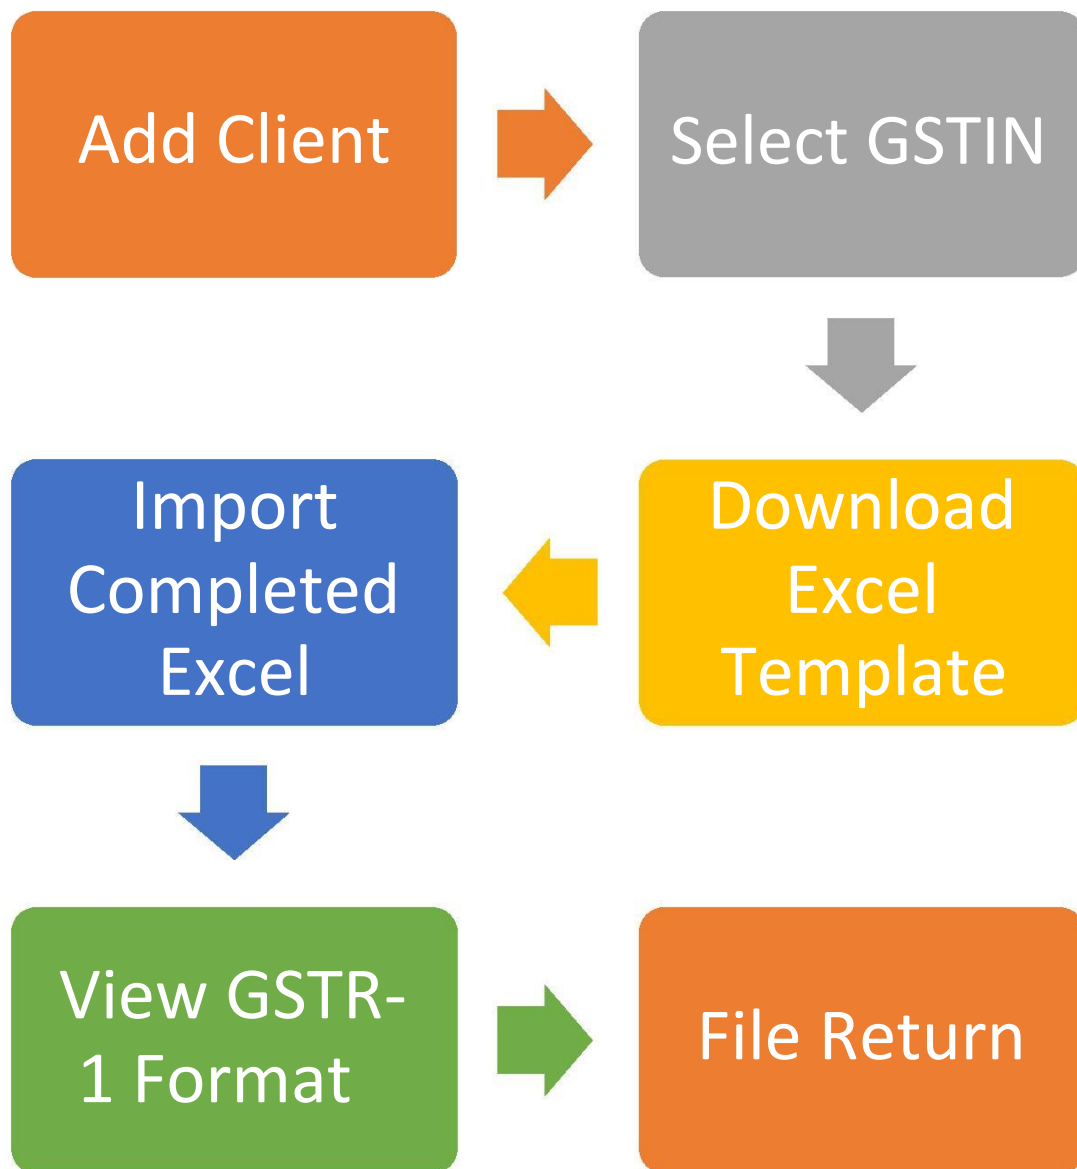 Add Client
Select GSTIN
Download
Excel
Template
Import
Completed
Excel
View GSTR-
1 Format
File Return